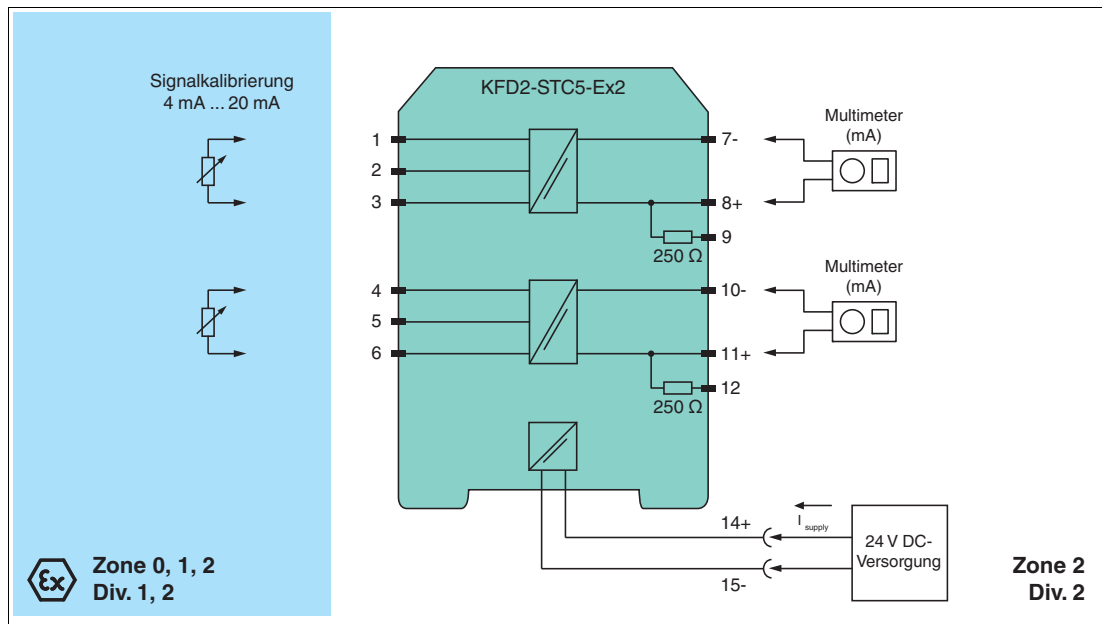 Signalkalibrierung
4 mA ... 20 mA
KFD2-STC5-Ex2
Multimeter
(mA)
1
2
3
7-
8+
9
250 Ω
Multimeter
(mA)
4
5
6
10-
11+
12
250 Ω
14+
15-
I supply
24 V DC-
Versorgung
Ex
Zone 0, 1, 2
Div. 1, 2
Zone 2
Div. 2